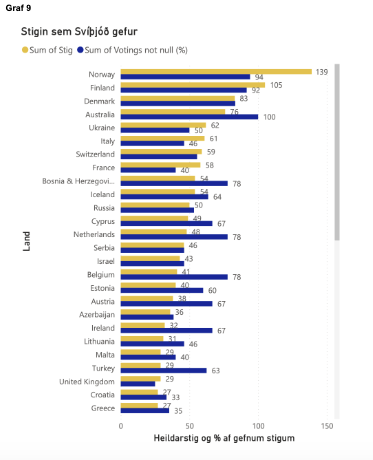 Graf 9
Stigin sem Svíþjóð gefur
Sum of Stig Sum of Votings not null (%)
Norway 139 94
Finland 105 92
Denmark 83
Australia 76 100
Ukraine 62 50
Italy 61 46
Switzerland 59
France 58 40
Bosnia & Herzegovi... 54 78
Iceland 54 64
Russia 50
Cyprus 49 67
Netherlands 48 78
Serbia 46
Israel 43
Belgium 41 78
Estonia 40 60
Austria 38 67
Azerbaijan 36
Ireland 32 67
Lithuania 31 46
Malta 29 40
Turkey 29 63
United Kingdom 29
Croatia 27 33
Greece 27 35
Land
0 50 100 150
Heildarstig og % af gefnum stigum